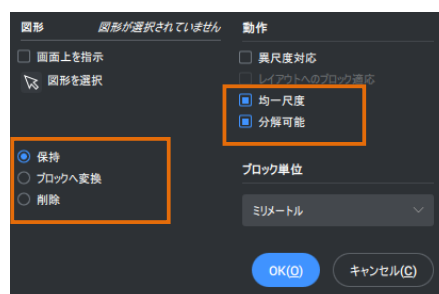 図形
図形が選択されていません
画面上を指示
図形を選択
保持
ブロックへ変換
削除
動作
異尺度対応
レイアウトへのブロック適応
均一尺度
分解可能
ブロック単位
ミリメートル
OK(O)
キャンセル(C)